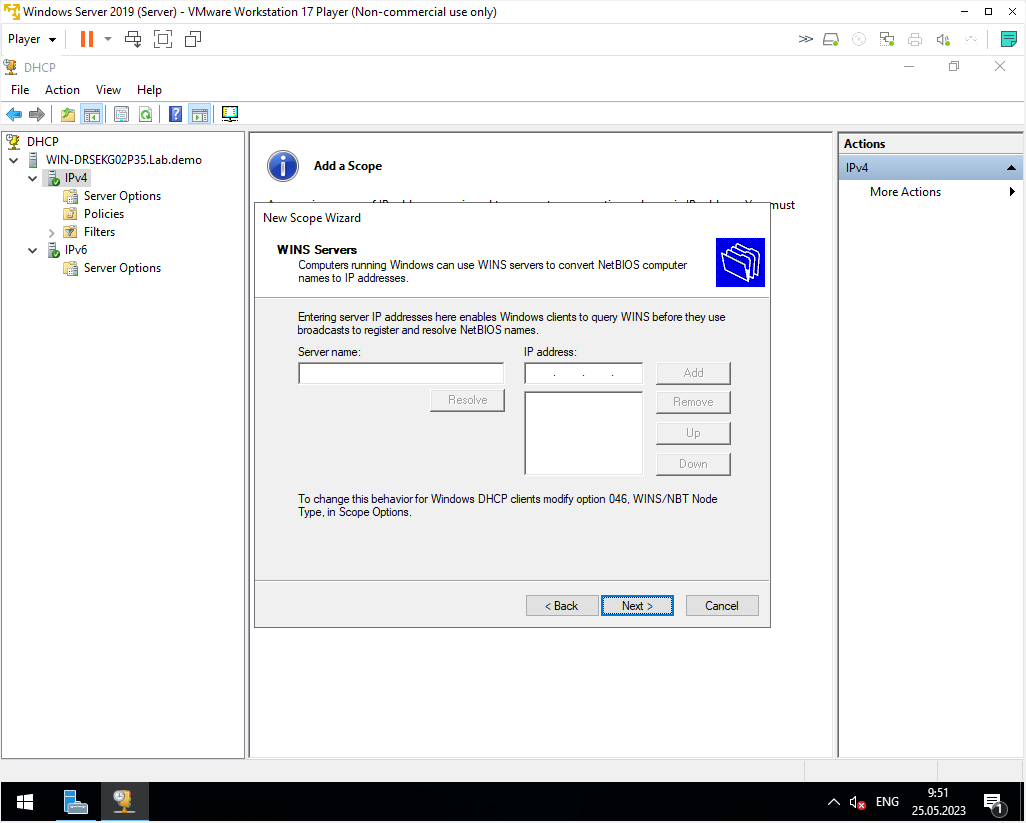 Windows Server 2019 (Server) - VMware Workstation 17 Player (Non-commercial use only)
Player
DHCP
File Action View Help
DHCP
WIN-DRSEKG02P35.Lab.demo
IPv4
Server Options
Policies
Filters
IPv6
Server Options
Add a Scope
must
New Scope Wizard
WINS Servers
Computers running Windows can use WINS servers to convert NetBIOS computer
names to IP addresses.
Entering server IP addresses here enables Windows clients to query WINS before they use
broadcasts to register and resolve NetBIOS names.
Server name: IP address:
. . . Add
Resolve Remove
Up
Down
To change this behavior for Windows DHCP clients modify option 046, WINS/NBT Node
Type, in Scope Options.
< Back Next > Cancel
Actions
IPv4
More Actions
ENG 9:51
25.05.2023
1